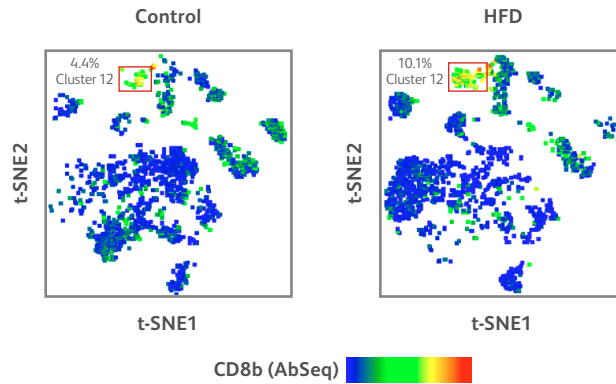 Control
HFD
4.4%
Cluster 12
10.1%
Cluster 12
t-SNE2
t-SNE2
t-SNE1
t-SNE1
CD8b (AbSeq)